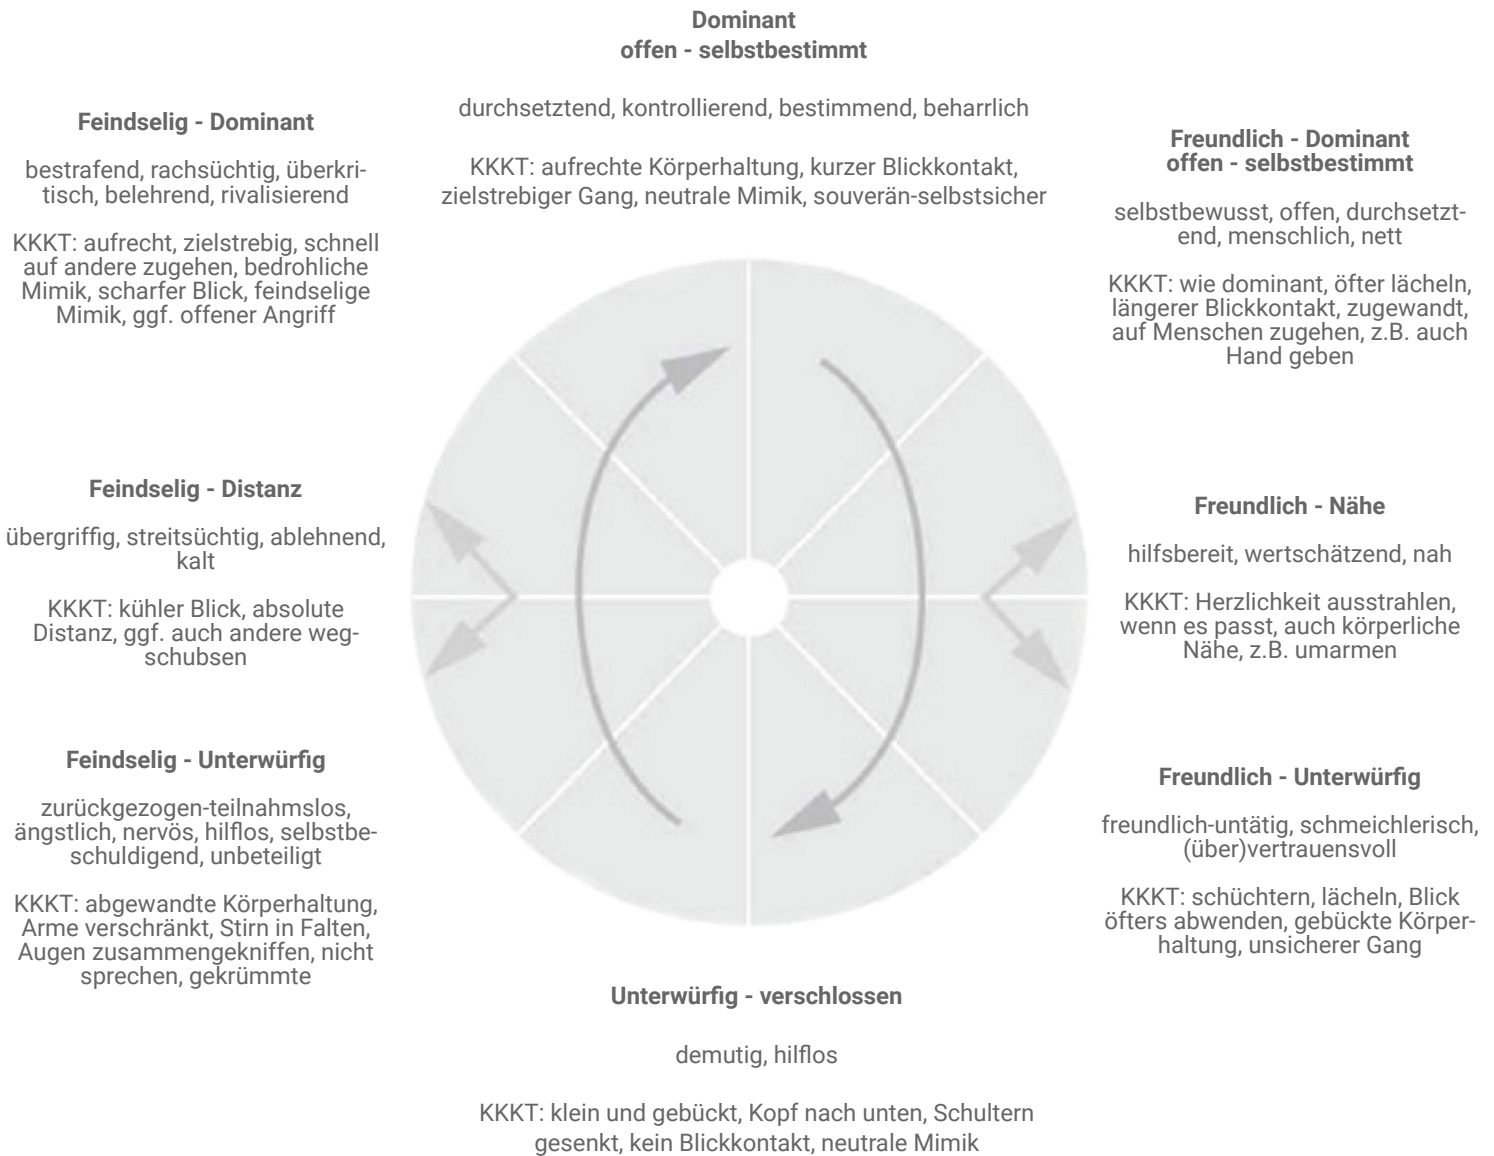 Dominant
offen - selbstbestimmt
durchsetztend, kontrollierend, bestimmend, beharrlich
KKKT: aufrechte Körperhaltung, kurzer Blickkontakt,
zielstrebiger Gang, neutrale Mimik, souverän-selbstsicher
Feindselig - Dominant
bestrafend, rachsüchtig, überkri-
tisch, belehrend, rivalisierend
KKKT: aufrecht, zielstrebig, schnell
auf andere zugehen, bedrohliche
Mimik, scharfer Blick, feindselige
Mimik, ggf. offener Angriff
Freundlich - Dominant
offen - selbstbestimmt
selbstbewusst, offen, durchsetzt-
end, menschlich, nett
KKKT: wie dominant, öfter lächeln,
längerer Blickkontakt, zugewandt,
auf Menschen zugehen, z.B. auch
Hand geben
Feindselig - Distanz
übergriffig, streitsüchtig, ablehnend,
kalt
KKKT: kühler Blick, absolute
Distanz, ggf. auch andere weg-
schubsen
Freundlich - Nähe
hilfsbereit, wertschätzend, nah
KKKT: Herzlichkeit ausstrahlen,
wenn es passt, auch körperliche
Nähe, z.B. umarmen
Feindselig - Unterwürfig
zurückgezogen-teilnahmslos,
ängstlich, nervös, hilflos, selbstbe-
schuldigend, unbeteiligt
KKKT: abgewandte Körperhaltung,
Arme verschränkt, Stirn in Falten,
Augen zusammengekniffen, nicht
sprechen, gekrümmte
Freundlich - Unterwürfig
freundlich-untätig, schmeichlerisch,
(über)vertrauensvoll
KKKT: schüchtern, lächeln, Blick
öfters abwenden, gebückte Körper-
haltung, unsicherer Gang
Unterwürfig - verschlossen
demutig, hilflos
KKKT: klein und gebückt, Kopf nach unten, Schultern
gesenkt, kein Blickkontakt, neutrale Mimik